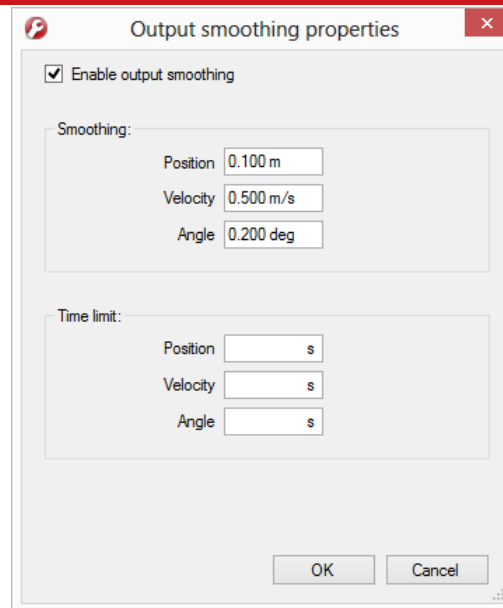 Output smoothing properties
Enable output smoothing
Smoothing:
Position 0.100 m
Velocity 0.500 m/s
Angle 0.200 deg
Time limit:
Position s
Velocity s
Angle s
OK Cancel